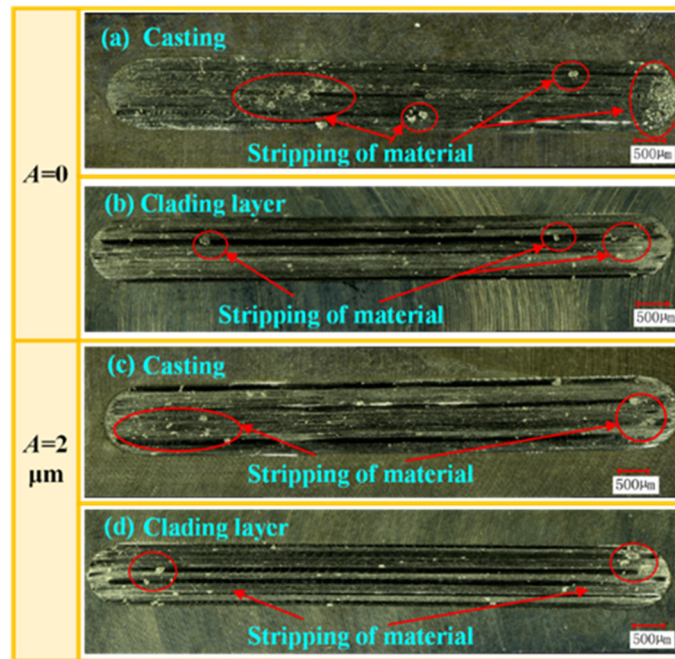 A=0
(a) Casting
Stripping of material
500μm
(b) Clading layer
Stripping of material
500μm
A=2
μm
(c) Casting
Stripping of material
500μm
(d) Clading layer
Stripping of material
500μm